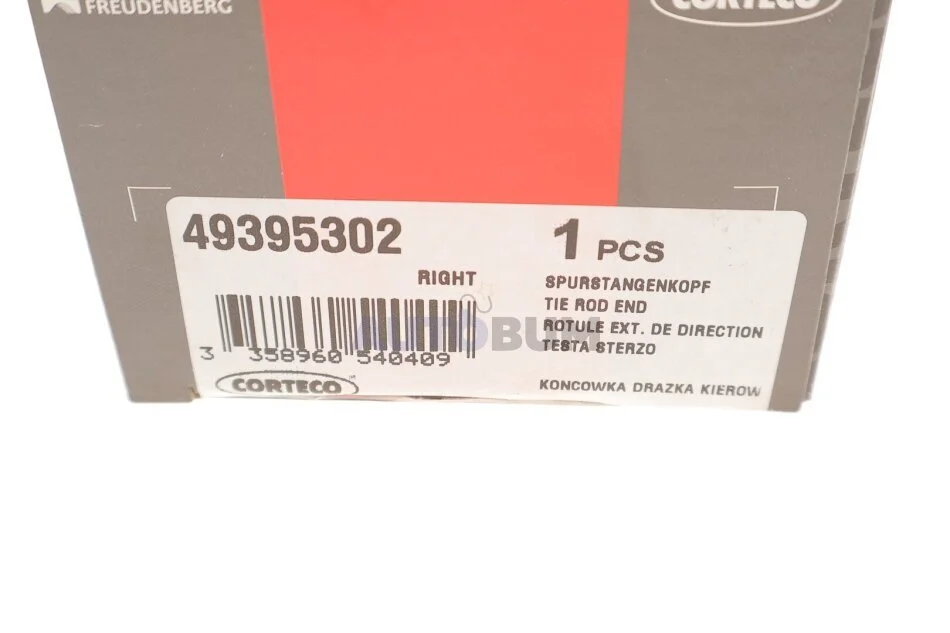 FREUDENBERG
CORTECO
49395302
1 PCS
RIGHT
SPURSTANGENKOPF
TIE ROD END
ROTULE EXT. DE DIRECTION
TESTA STERZO
AUTOBUM
3 358960 540409
CORTECO
KONCOWKA DRAZKA KIEROW